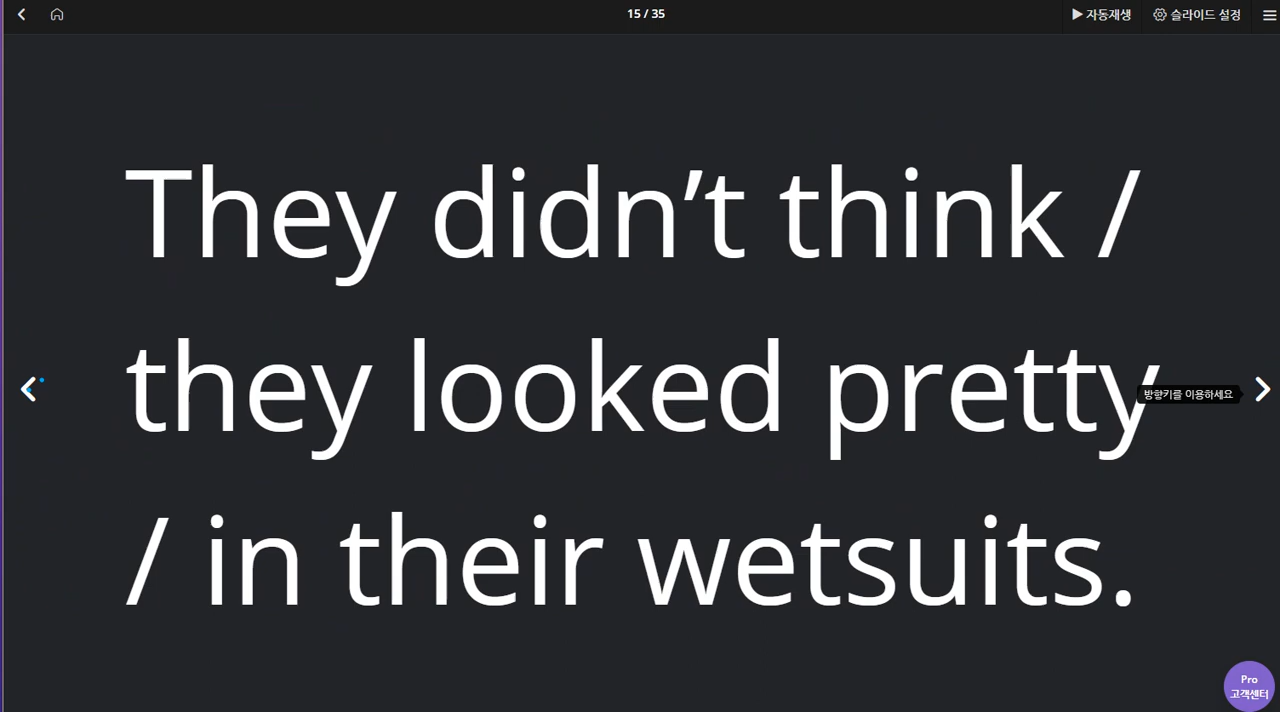 15 / 35
자동재생
슬라이드 설정
They didn’t think /
they looked pretty
방향키를 이용하세요
/ in their wetsuits.
Pro
고객센터